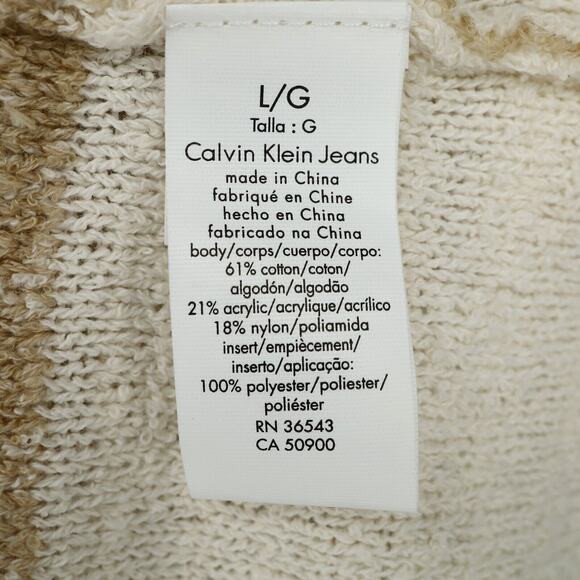 L/G
Talla : G
Calvin Klein Jeans
made in China
fabriqué en Chine
hecho en China
fabricado na China
body/corps/cuerpo/corpo:
61% cotton/coton/
algodón/algodão
21% acrylic/acrylique/acrílico
18% nylon/poliamida
insert/empiècement/
inserto/aplicação:
100% polyester/poliester/
poliéster
RN 36543
CA 50900